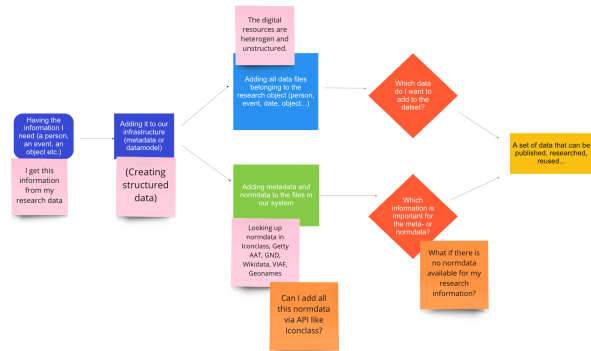 The digital
resources are
heterogen and
unstructured.
Having the
information I
need (a person,
an event, an
object etc.)
I get this
information
from my
research data
Adding it to our
infrastructure
(metadata or
datamodel)
(Creating
structured
data)
Adding all data files
belonging to the
research object (person,
event, date, object...)
Which data
do I want to
add to the
datset?
A set of data that can be
published, researched,
reused...
Adding metadata and
normdata to the files in
our system
Looking up
normdata in
Iconclass, Getty
AAT, GND,
Wikidata, VIAF,
Geonames
Can I add all
this normdata
via API like
Iconclass?
Which
information is
important for
the meta- or
normdata?
What if there is
no normdata
available for my
research
information?